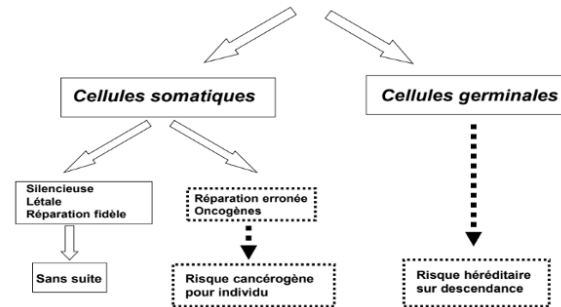 Cellules somatiques
Cellules germinales
Silencieuse
Létale
Réparation fidèle
Réparation erronée
Oncogènes
Sans suite
Risque cancérogène
pour individu
Risque héréditaire
sur descendance